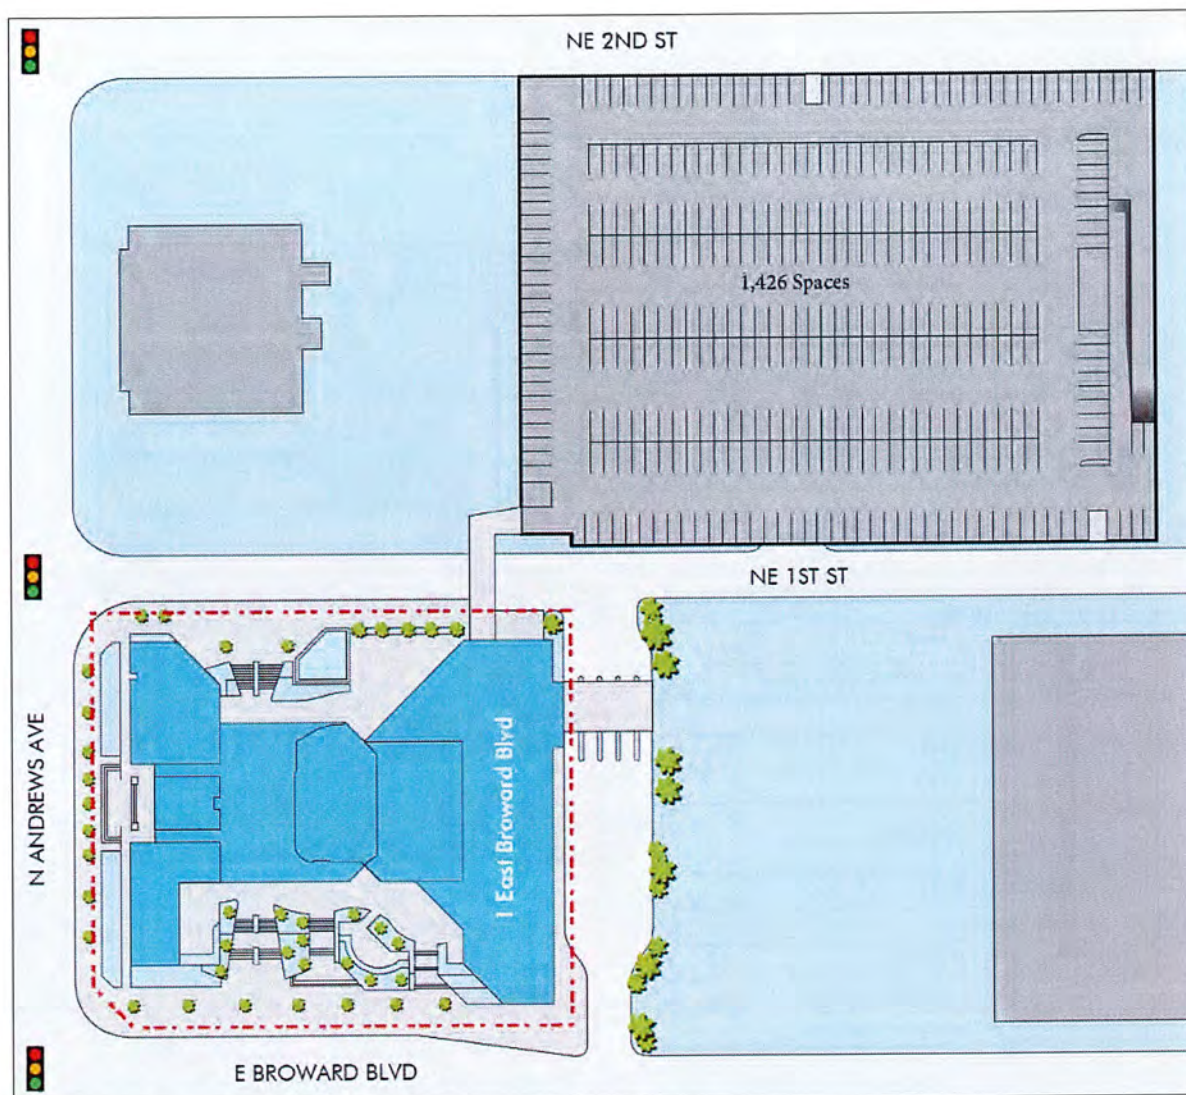 NE 2ND ST
1,426 Spaces
NE 1ST ST
N ANDREWS AVE
1 East Broward Blvd
E BROWARD BLVD